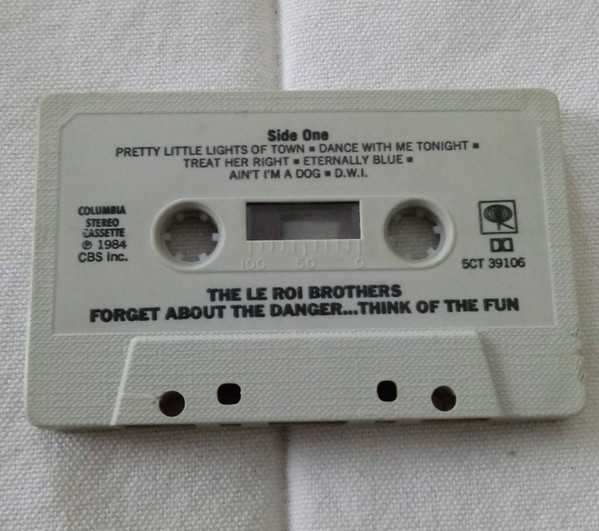 Side One
PRETTY LITTLE LIGHTS OF TOWN ▪ DANCE WITH ME TONIGHT ▪
TREAT HER RIGHT ▪ ETERNALLY BLUE ▪
AIN'T I'M A DOG ▪ D.W.I.
COLUMBIA
STEREO
CASSETTE
℗ 1984
CBS Inc.
100 50 0
5CT 39106
THE LE ROI BROTHERS
FORGET ABOUT THE DANGER...THINK OF THE FUN